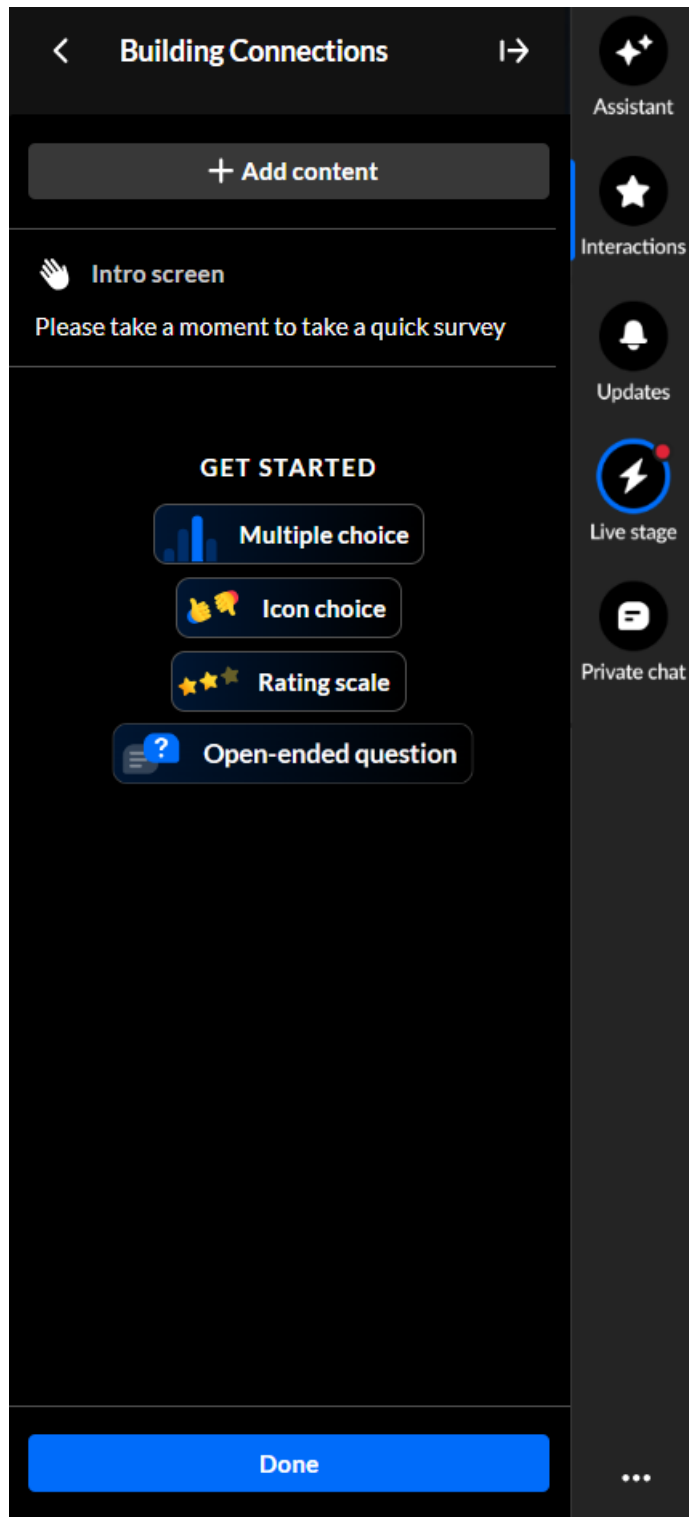 Building Connections
Add content
Intro screen
Please take a moment to take a quick survey
GET STARTED
Multiple choice
Icon choice
Rating scale
? Open-ended question
Done
Assistant
Interactions
Updates
Live stage
Private chat